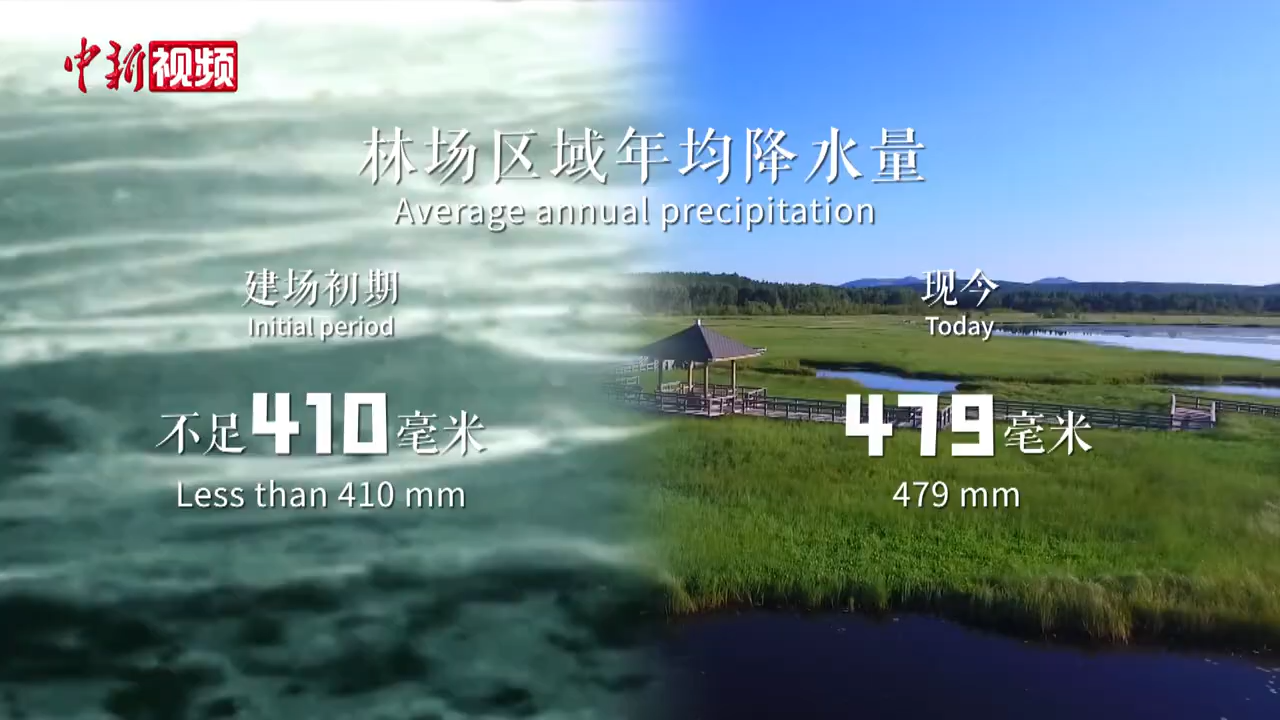 中新视频
林场区域年均降水量
Average annual precipitation
建场初期
Initial period
现今
Today
不足410毫米
Less than 410 mm
479毫米
479 mm